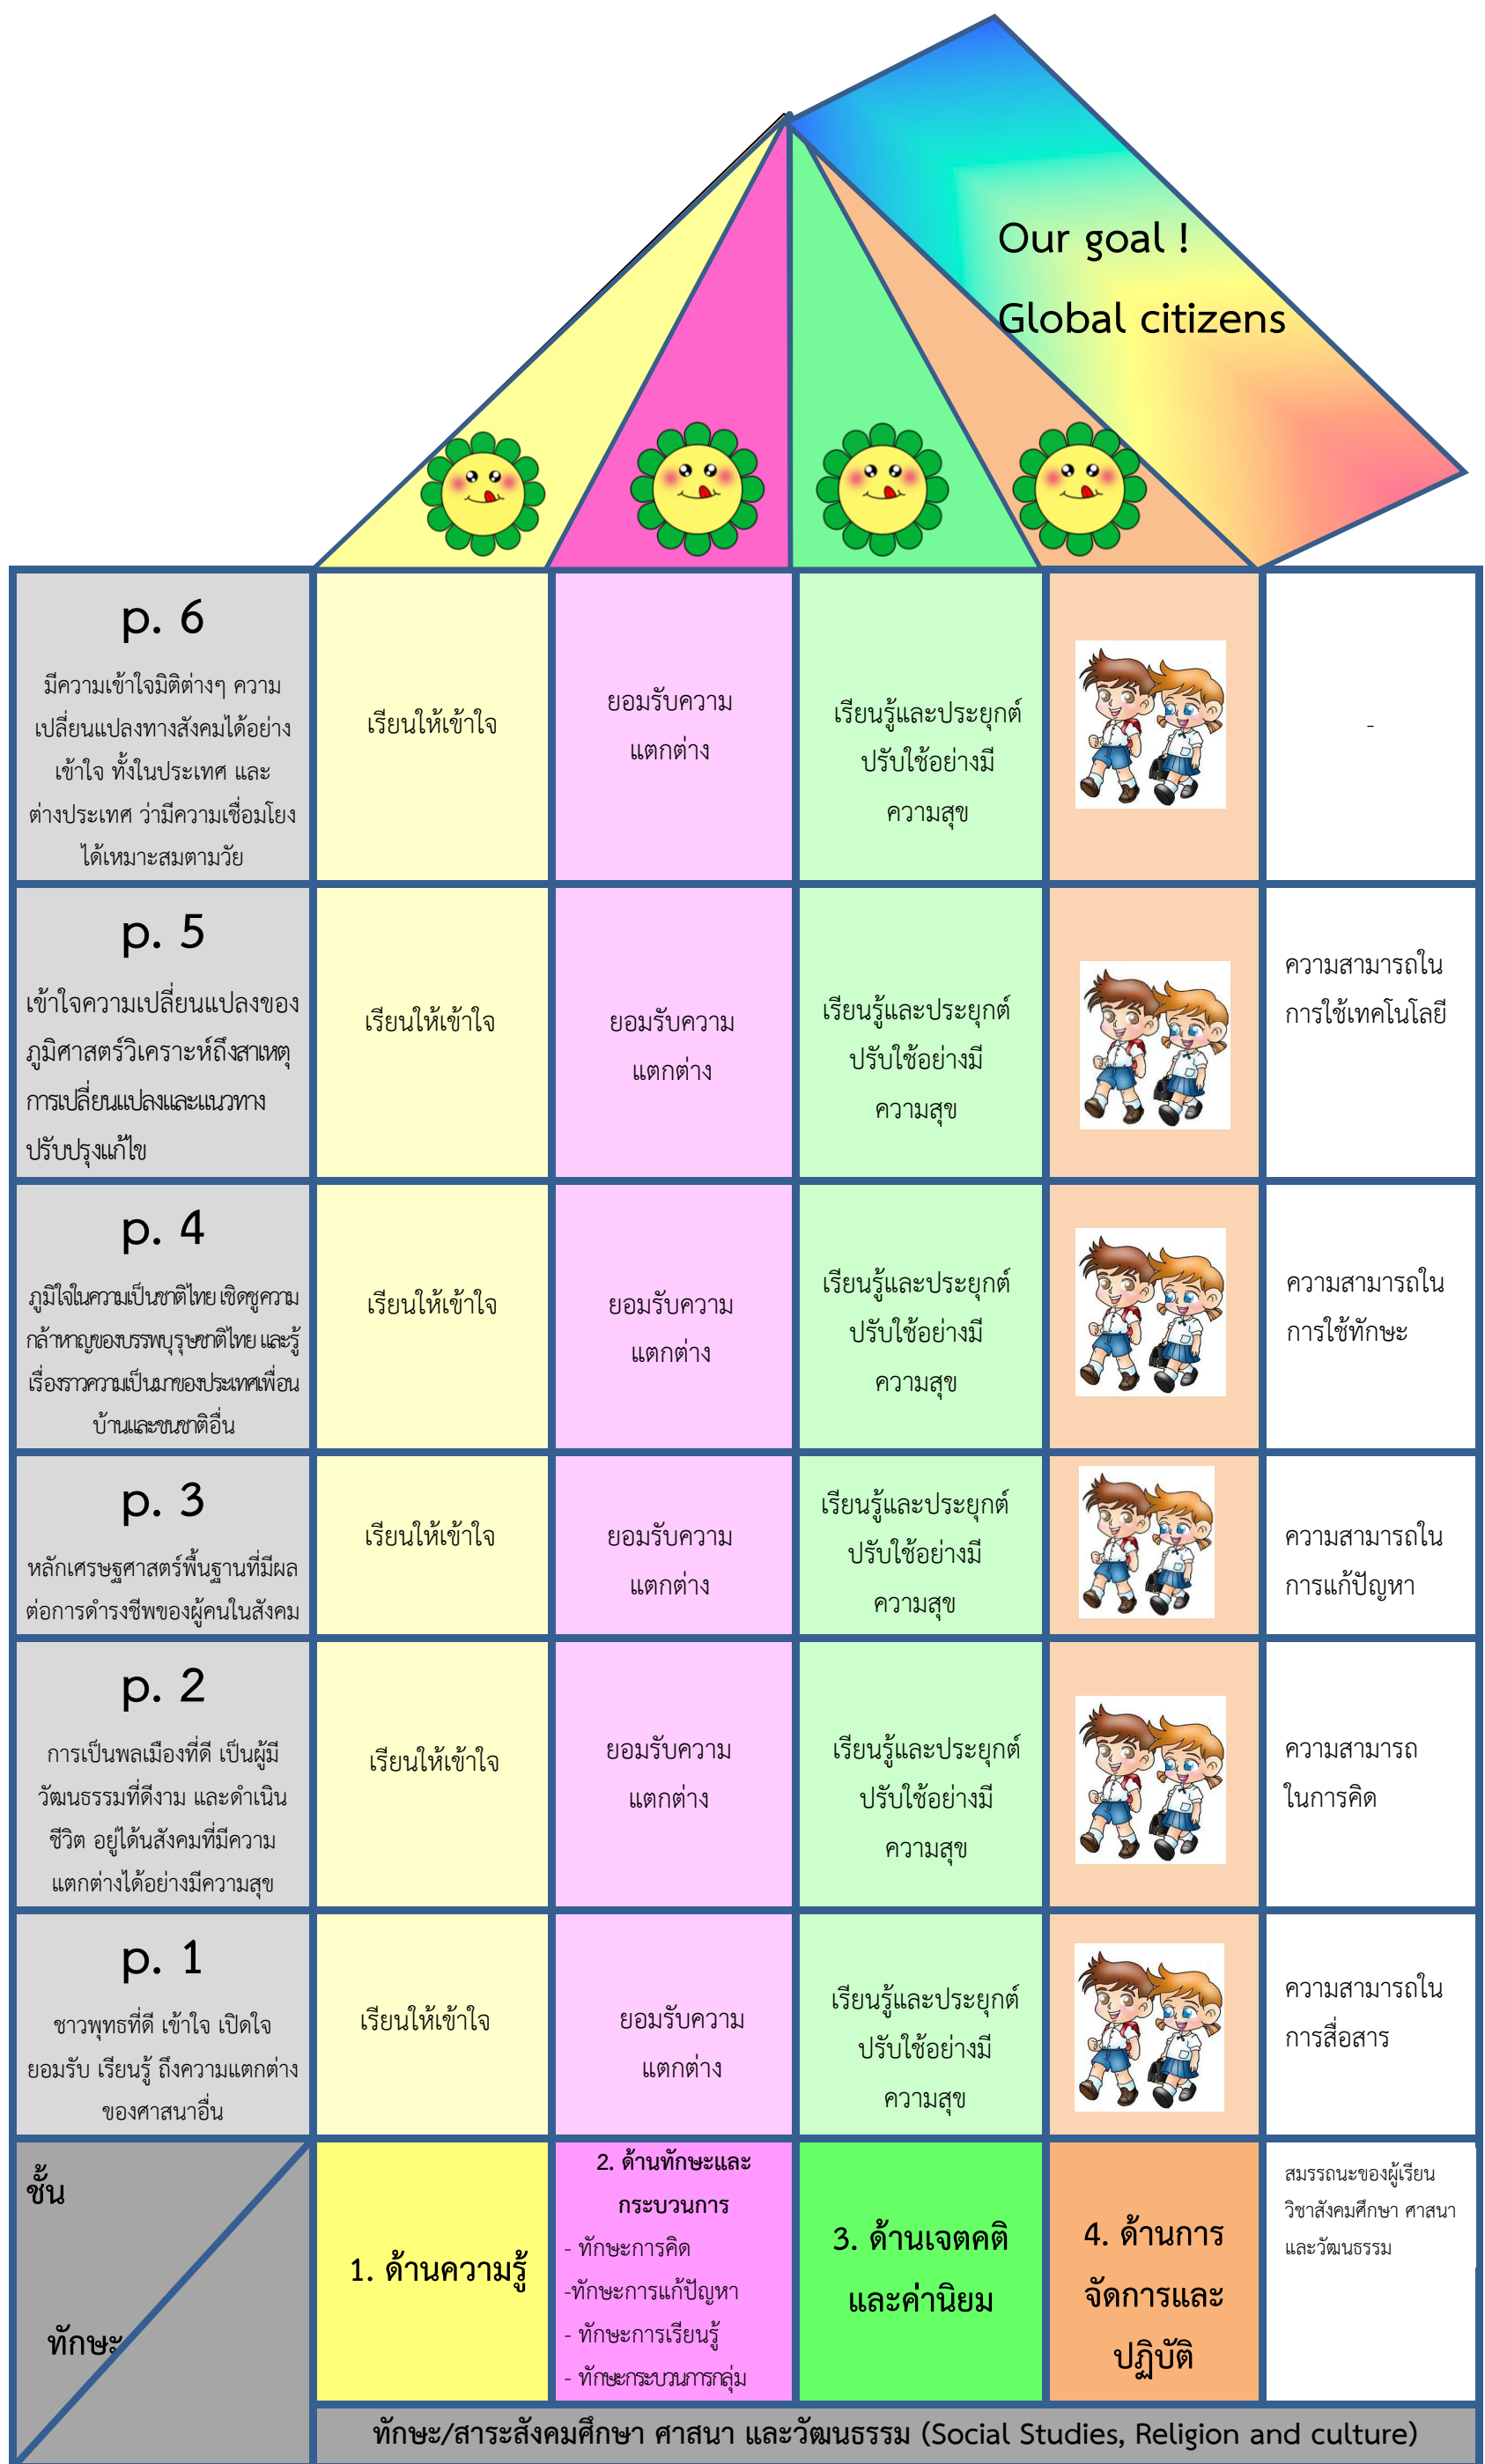 Our goal !
Global citizens
p. 6
มีความเข้าใจมิติต่างๆ ความ
เปลี่ยนแปลงทางสังคมได้อย่าง
เข้าใจ ทั้งในประเทศ และ
ต่างประเทศ ว่ามีความเชื่อมโยง
ได้เหมาะสมตามวัย
เรียนให้เข้าใจ
ยอมรับความ
แตกต่าง
เรียนรู้และประยุกต์
ปรับใช้อย่างมี
ความสุข
-
p. 5
เข้าใจความเปลี่ยนแปลงของ
ภูมิศาสตร์วิเคราะห์ถึงสาเหตุ
การเปลี่ยนแปลงและแนวทาง
ปรับปรุงแก้ไข
เรียนให้เข้าใจ
ยอมรับความ
แตกต่าง
เรียนรู้และประยุกต์
ปรับใช้อย่างมี
ความสุข
ความสามารถใน
การใช้เทคโนโลยี
p. 4
ภูมิใจในความเป็นชาติไทย เชิดชูความ
กล้าหาญของบรรพบุรุษชาติไทย และรู้
เรื่องราวความเป็นมาของประเทศเพื่อน
บ้านและชนชาติอื่น
เรียนให้เข้าใจ
ยอมรับความ
แตกต่าง
เรียนรู้และประยุกต์
ปรับใช้อย่างมี
ความสุข
ความสามารถใน
การใช้ทักษะ
p. 3
หลักเศรษฐศาสตร์พื้นฐานที่มีผล
ต่อการดำรงชีพของผู้คนในสังคม
เรียนให้เข้าใจ
ยอมรับความ
แตกต่าง
เรียนรู้และประยุกต์
ปรับใช้อย่างมี
ความสุข
ความสามารถใน
การแก้ปัญหา
p. 2
การเป็นพลเมืองที่ดี เป็นผู้มี
วัฒนธรรมที่ดีงาม และดำเนิน
ชีวิต อยู่ได้นสังคมที่มีความ
แตกต่างได้อย่างมีความสุข
เรียนให้เข้าใจ
ยอมรับความ
แตกต่าง
เรียนรู้และประยุกต์
ปรับใช้อย่างมี
ความสุข
ความสามารถ
ในการคิด
p. 1
ชาวพุทธที่ดี เข้าใจ เปิดใจ
ยอมรับ เรียนรู้ ถึงความแตกต่าง
ของศาสนาอื่น
เรียนให้เข้าใจ
ยอมรับความ
แตกต่าง
เรียนรู้และประยุกต์
ปรับใช้อย่างมี
ความสุข
ความสามารถใน
การสื่อสาร
ชั้น
ทักษะ
1. ด้านความรู้
2. ด้านทักษะและ
กระบวนการ
- ทักษะการคิด
-ทักษะการแก้ปัญหา
- ทักษะการเรียนรู้
- ทักษะกระบวนการกลุ่ม
3. ด้านเจตคติ
และค่านิยม
4. ด้านการ
จัดการและ
ปฏิบัติ
สมรรถนะของผู้เรียน
วิชาสังคมศึกษา ศาสนา
และวัฒนธรรม
ทักษะ/สาระสังคมศึกษา ศาสนา และวัฒนธรรม (Social Studies, Religion and culture)